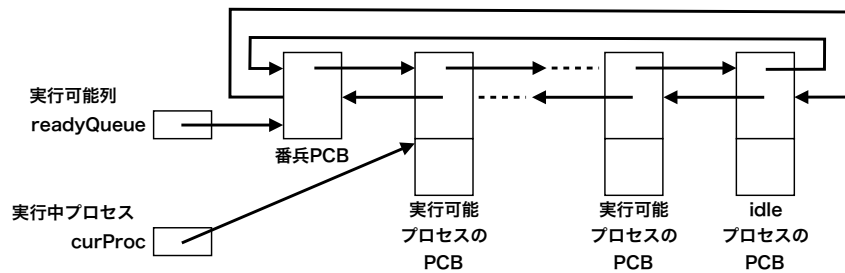 実行可能列
readyQueue
番兵PCB
実行中プロセス
curProc
実行可能
プロセスの
PCB
実行可能
プロセスの
PCB
idle
プロセスの
PCB